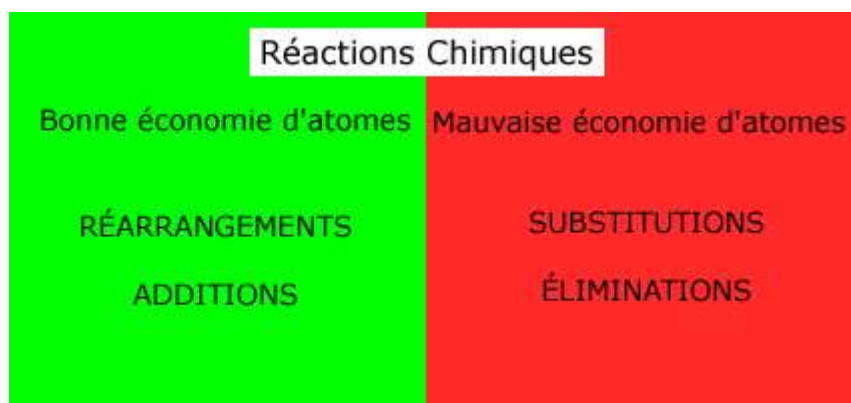 Réactions Chimiques
Bonne économie d'atomes
RÉARRANGEMENTS
ADDITIONS
Mauvaise économie d'atomes
SUBSTITUTIONS
ÉLIMINATIONS